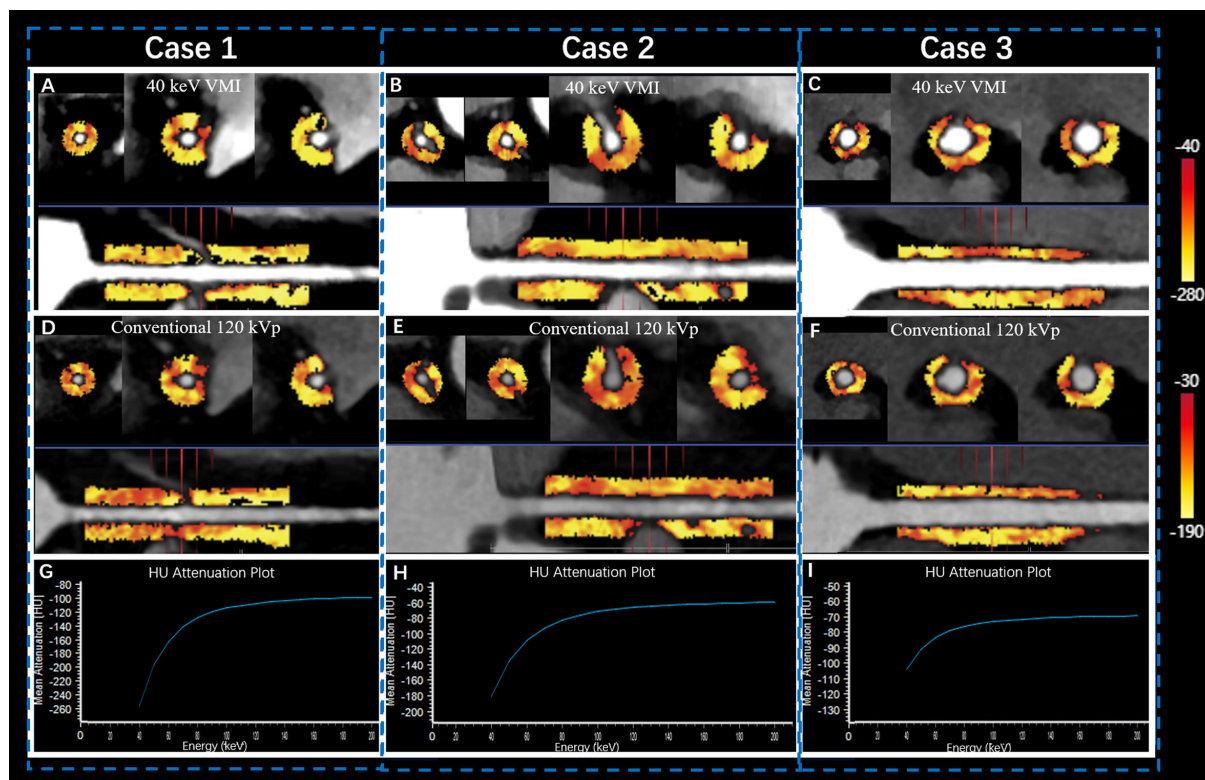 Case 1
Case 2
Case 3
A
40 keV VMI
B
40 keV VMI
C
40 keV VMI
-40
-280
D
Conventional 120 kVp
E
Conventional 120 kVp
F
Conventional 120 kVp
-30
-190
G
HU Attenuation Plot
Mean Attenuation (HU)
-80
-100
-120
-140
-160
-180
-200
-220
-240
-260
0
20
40
60
80
100
120
140
160
180
200
Energy (keV)
H
HU Attenuation Plot
Mean Attenuation (HU)
-40
-60
-80
-100
-120
-140
-160
-180
-200
0
20
40
60
80
100
120
140
160
180
200
Energy (keV)
I
HU Attenuation Plot
Mean Attenuation (HU)
-50
-60
-70
-80
-90
-100
-110
-120
-130
0
20
40
60
80
100
120
140
160
180
200
Energy (keV)